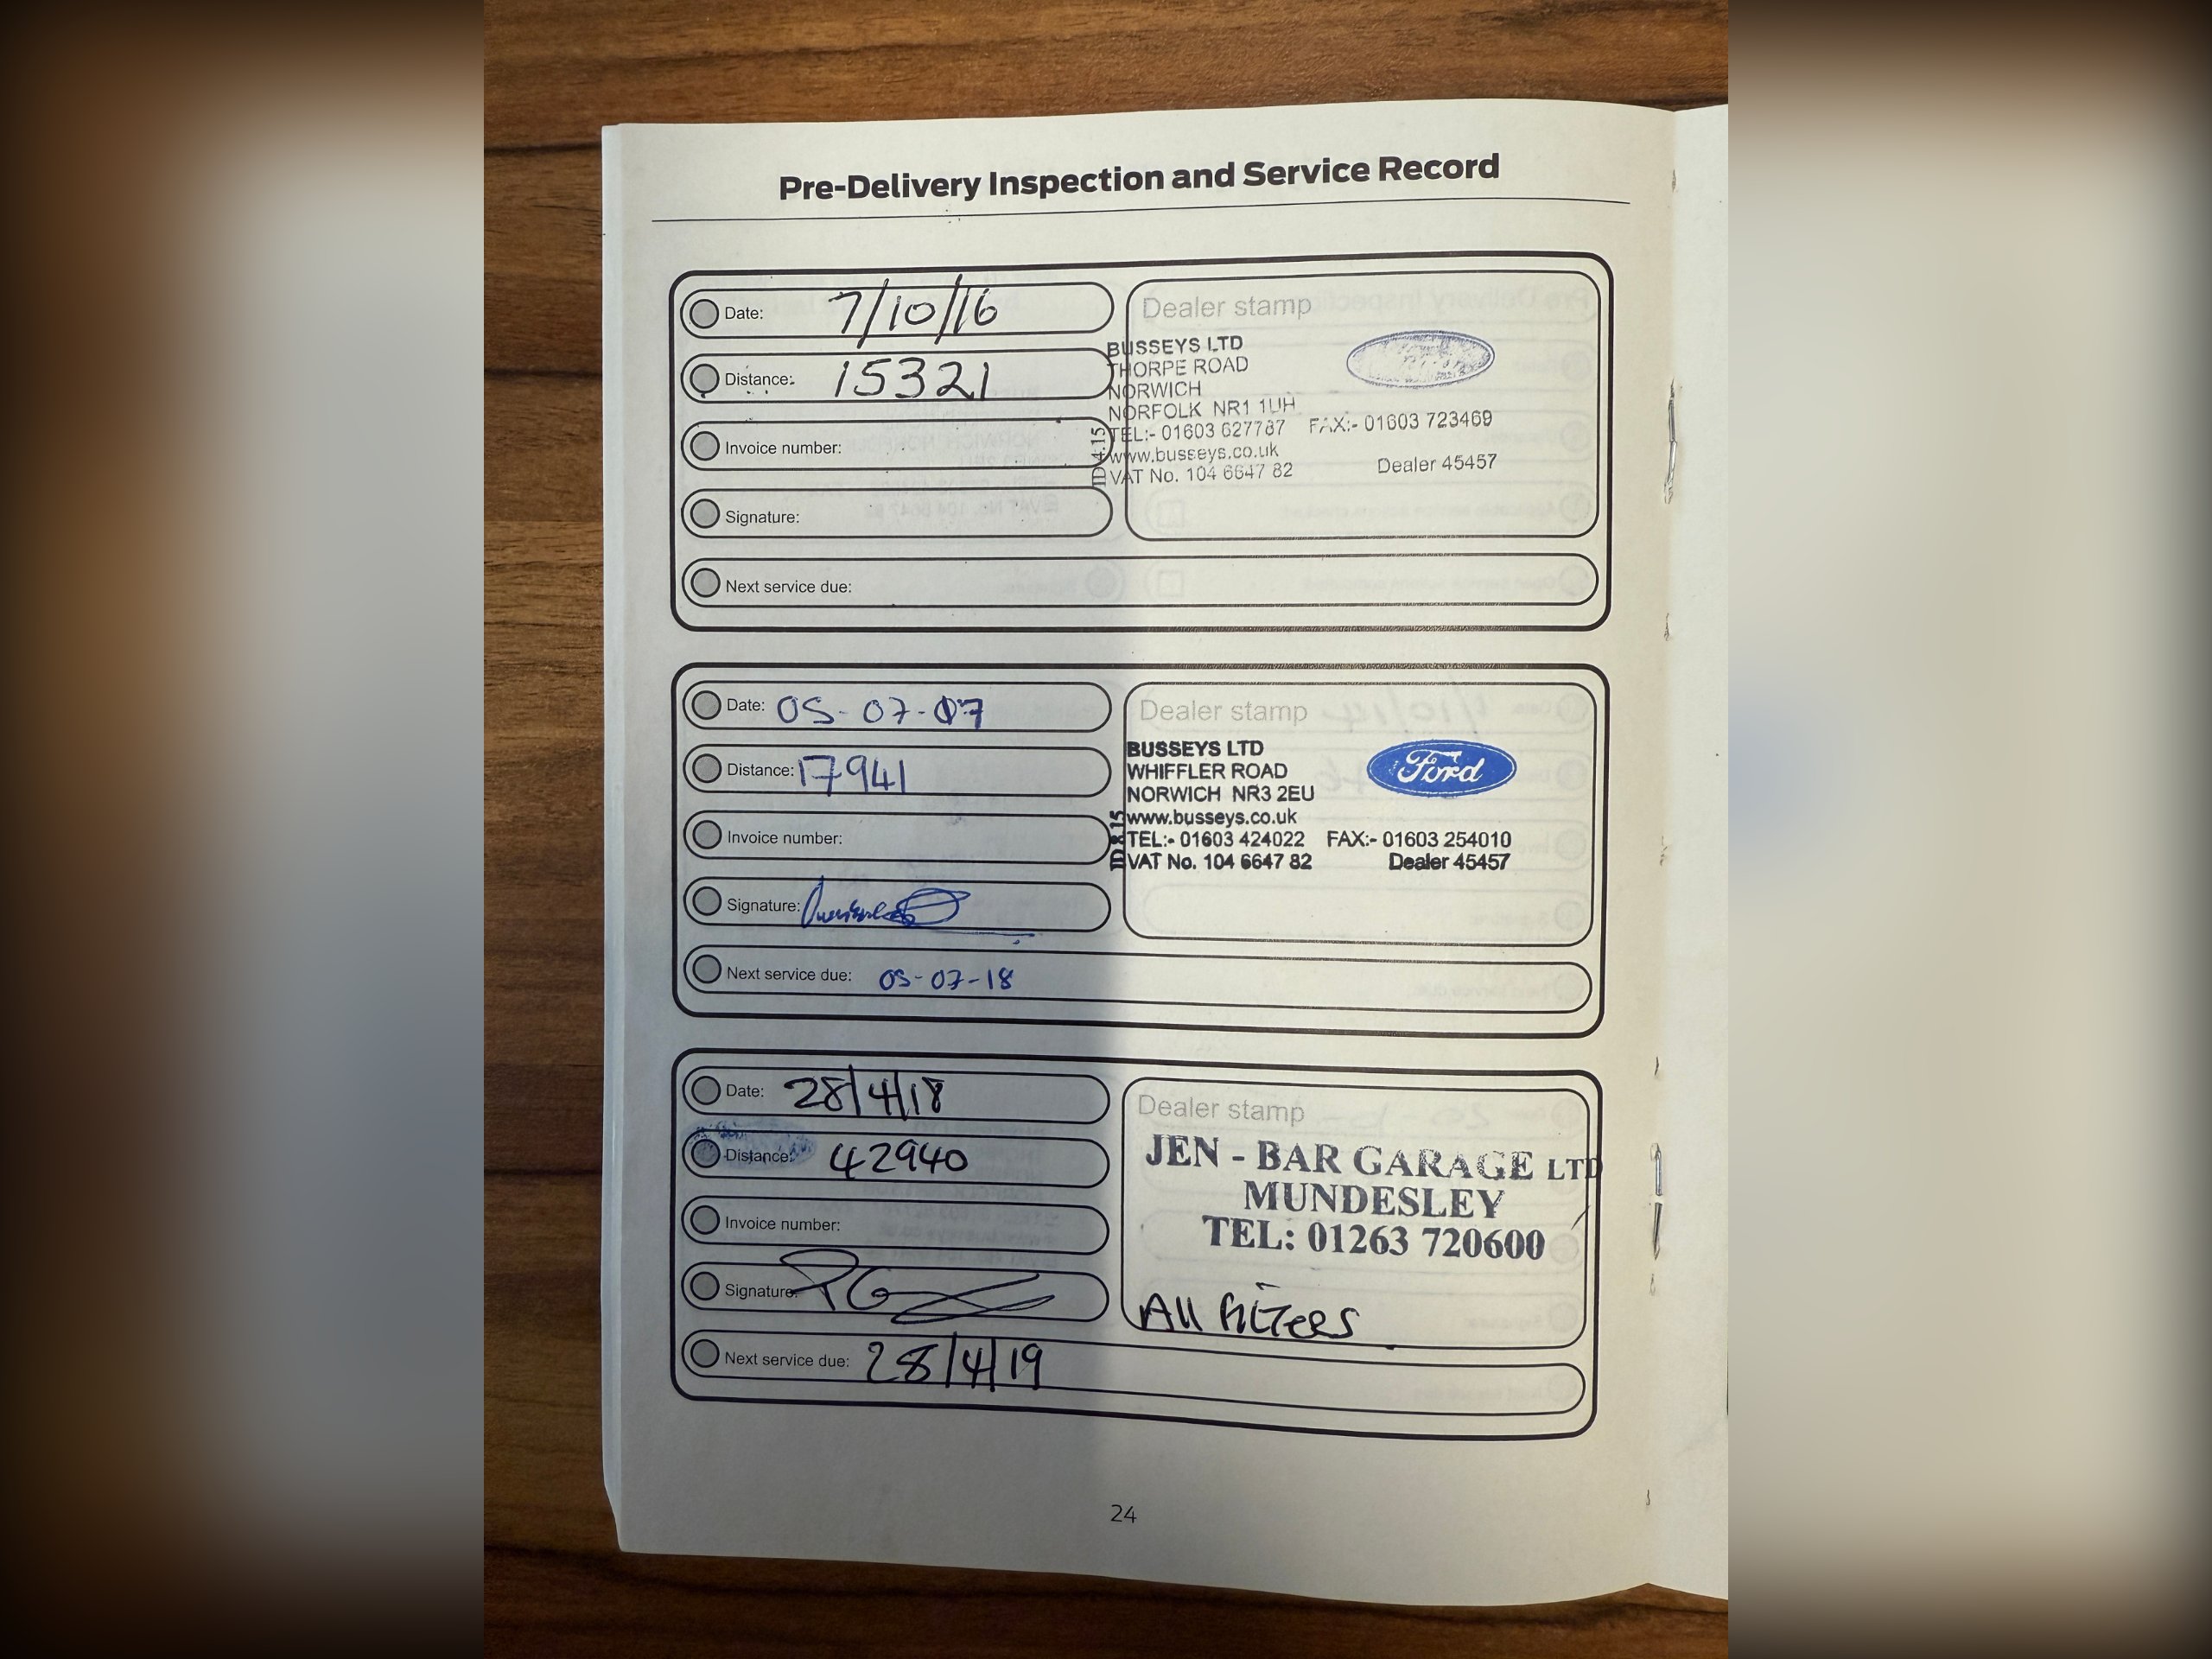 Pre-Delivery Inspection and Service Record
Date: 7/10/16
Distance: 15321
Invoice number:
Signature:
Next service due:
Dealer stamp
BUSSEYS LTD
THORPE ROAD
NORWICH
NORFOLK NR1 1UH
TEL:- 01603 627787 FAX:- 01603 723469
www.busseys.co.uk
VAT No. 104 6647 82 Dealer 45457
ID 4.15
Date: 05-07-07
Distance: 17941
Invoice number:
Signature:
Next service due: 05-07-18
Dealer stamp
BUSSEYS LTD
WHIFFLER ROAD
NORWICH NR3 2EU
www.busseys.co.uk
TEL:- 01603 424022 FAX:- 01603 254010
VAT No. 104 6647 82 Dealer 45457
ID 8.15
Ford
Date: 28/4/18
Distance: 42940
Invoice number:
Signature:
Next service due: 28/4/19
Dealer stamp
JEN - BAR GARAGE LTD
MUNDESLEY
TEL: 01263 720600
All filTeRS
24